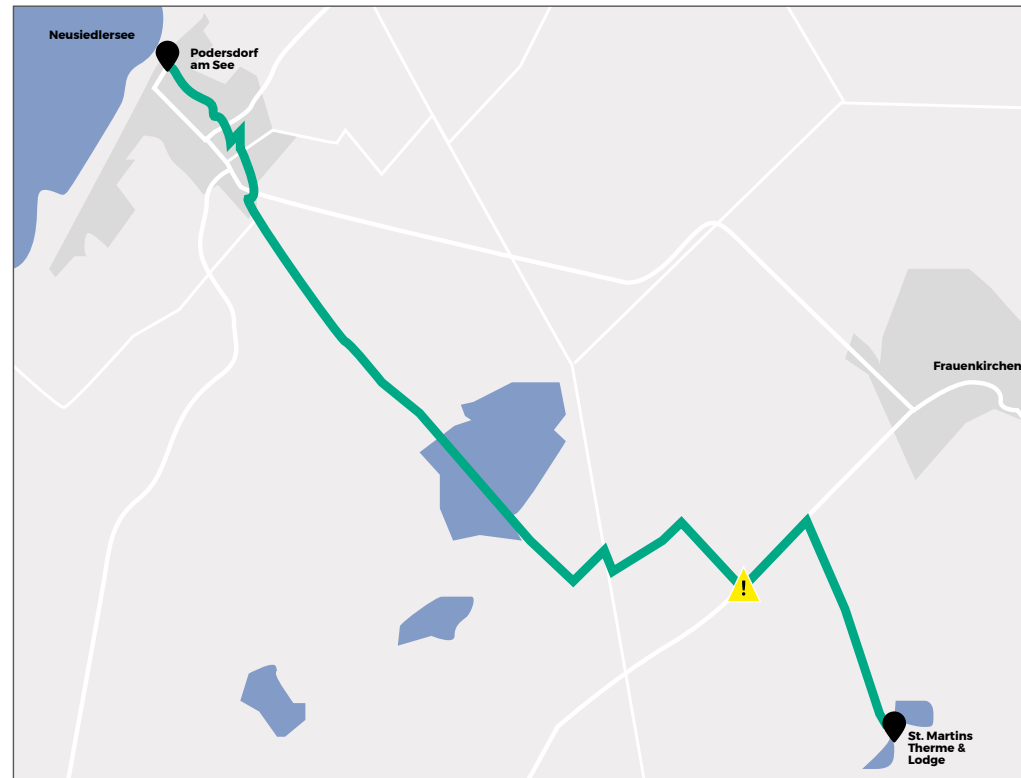 Neusiedlersee
Podersdorf
am See
Frauenkirchen
!
St. Martins
Therme &
Lodge